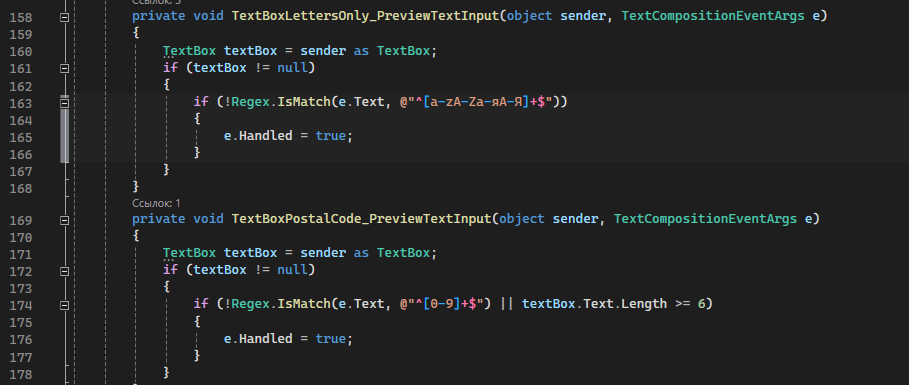 Ссылок: 5
158 private void TextBoxLettersOnly_PreviewTextInput(object sender, TextCompositionEventArgs e)
159 {
160 TextBox textBox = sender as TextBox;
161 if (textBox != null)
162 {
163 if (!Regex.IsMatch(e.Text, @"^[a-zA-Za-яА-Я]+$"))
164 {
165 e.Handled = true;
166 }
167 }
168 }
Ссылок: 1
169 private void TextBoxPostalCode_PreviewTextInput(object sender, TextCompositionEventArgs e)
170 {
171 TextBox textBox = sender as TextBox;
172 if (textBox != null)
173 {
174 if (!Regex.IsMatch(e.Text, @"^[0-9]+$") || textBox.Text.Length >= 6)
175 {
176 e.Handled = true;
177 }
178 }